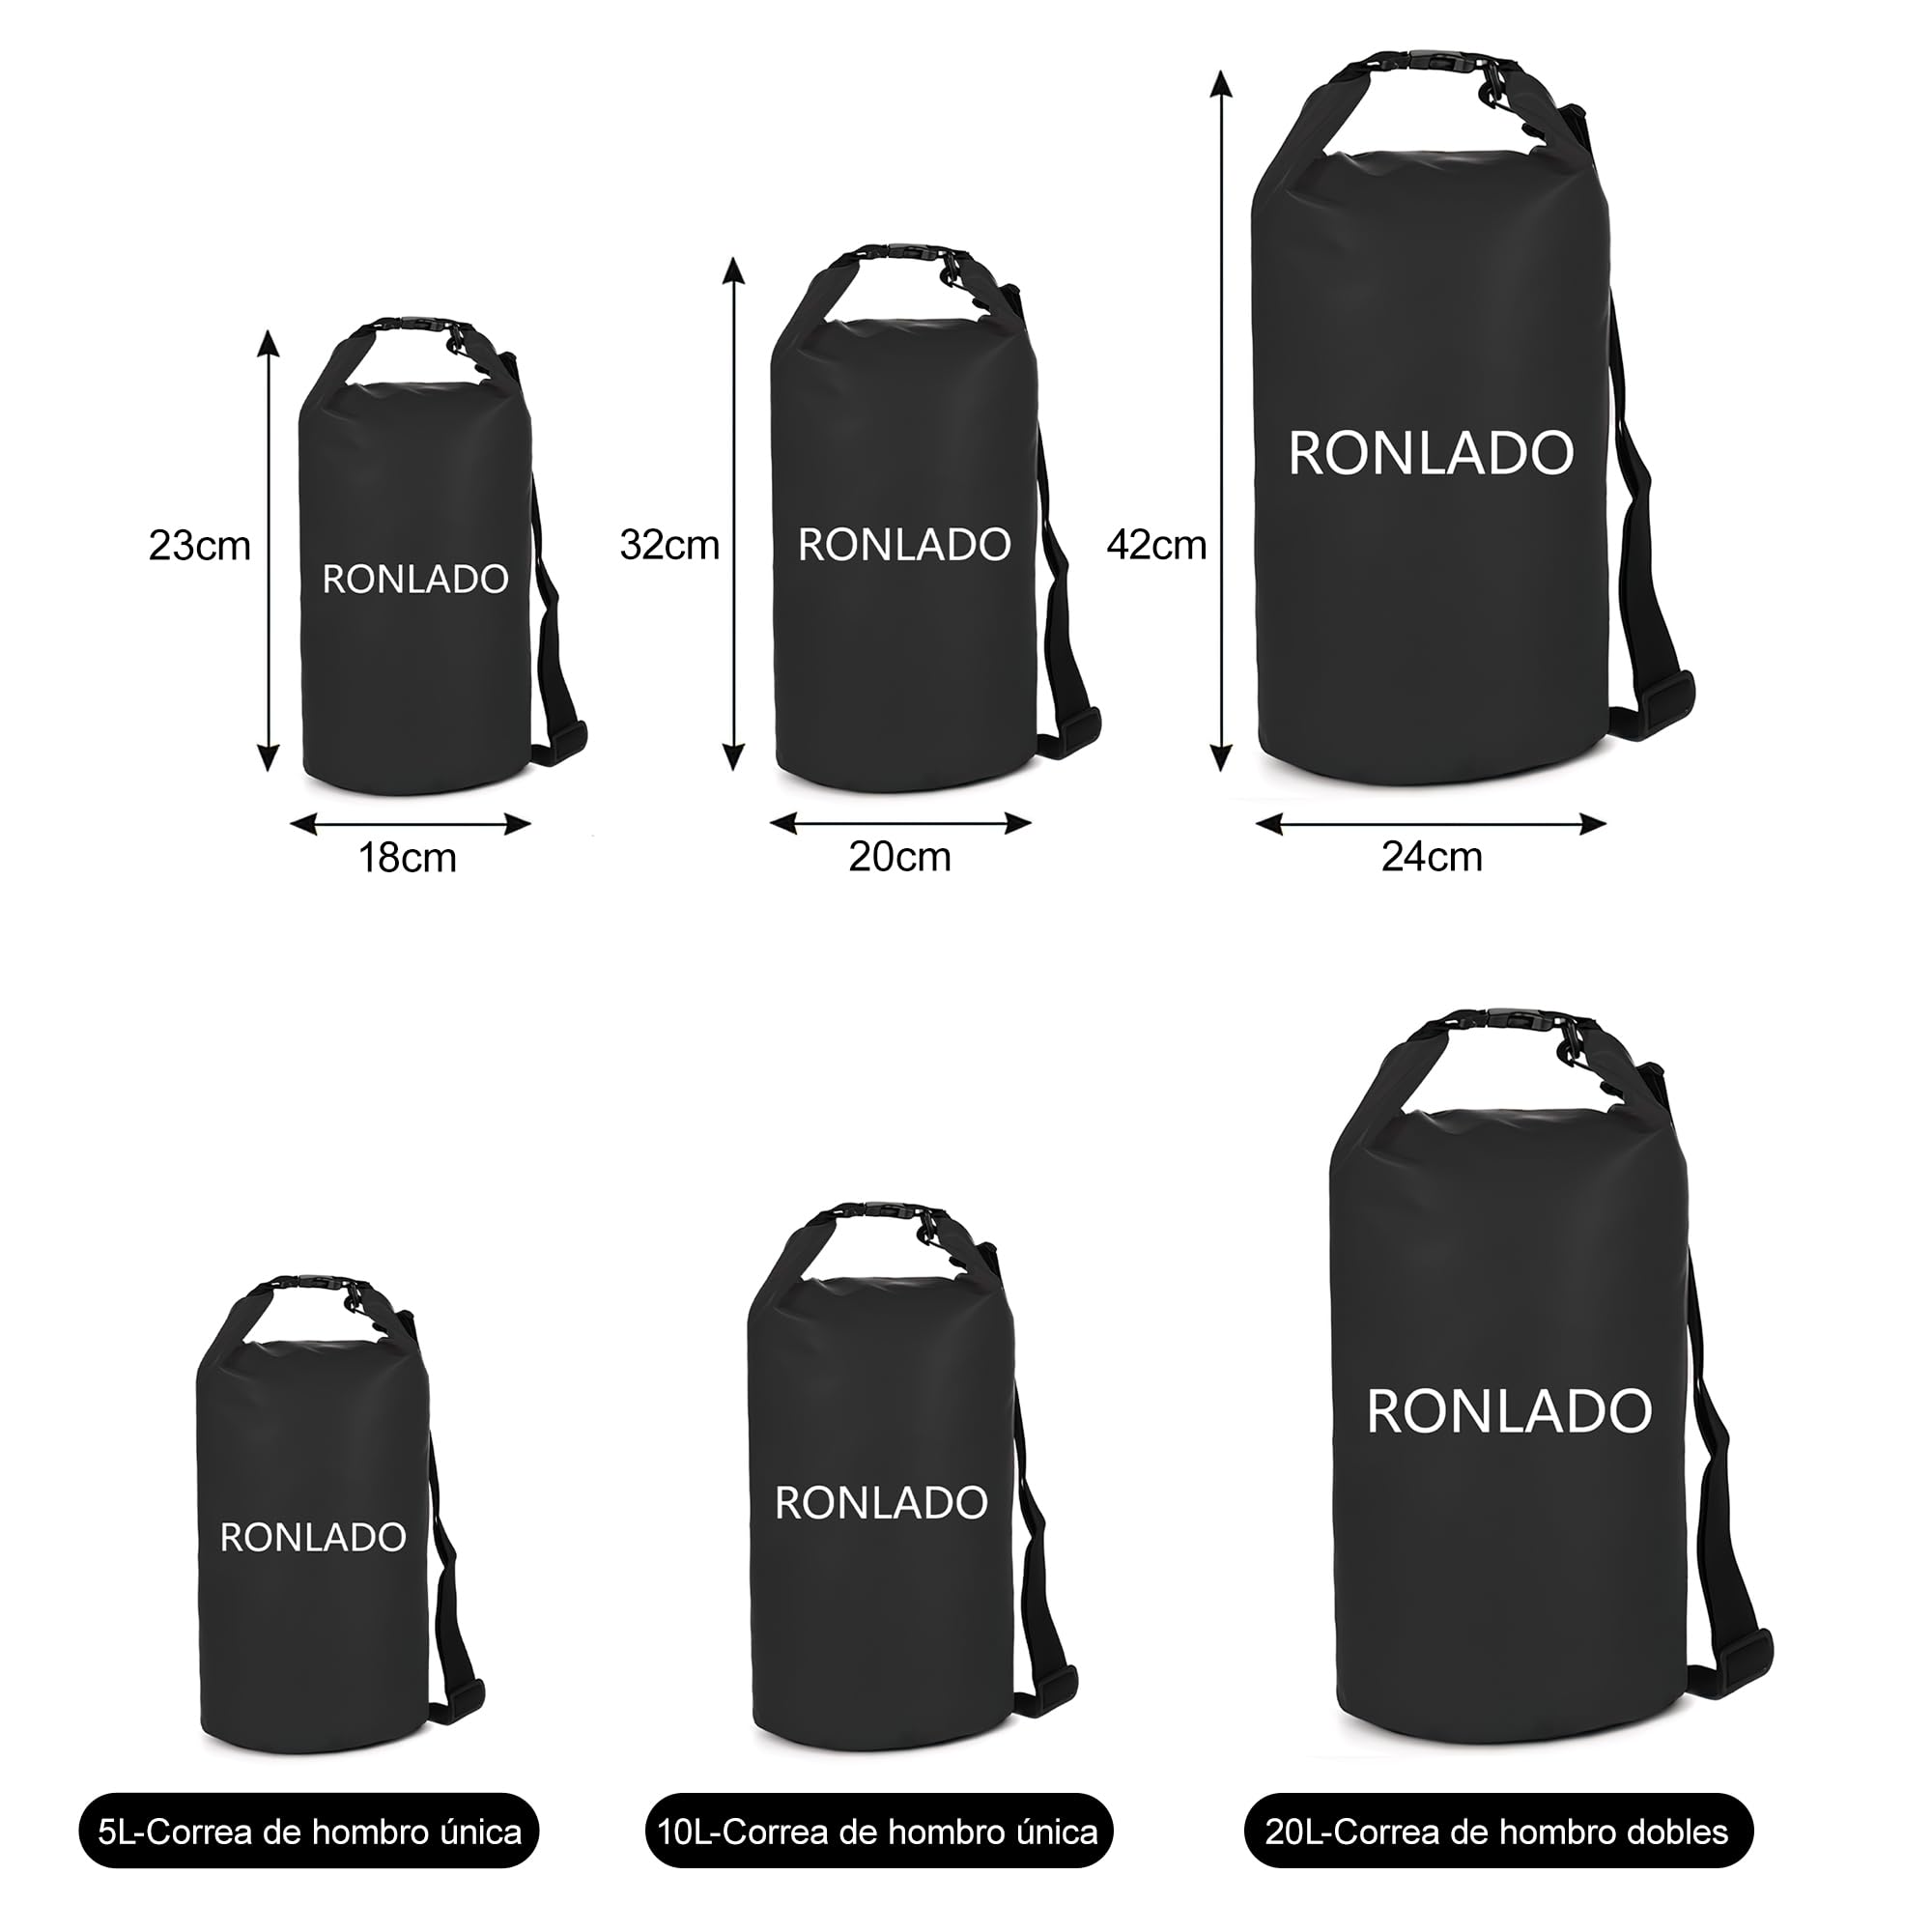 RONLADO
23cm
18cm
RONLADO
32cm
20cm
RONLADO
42cm
24cm
RONLADO
5L-Correa de hombro única
RONLADO
10L-Correa de hombro única
RONLADO
20L-Correa de hombro dobles